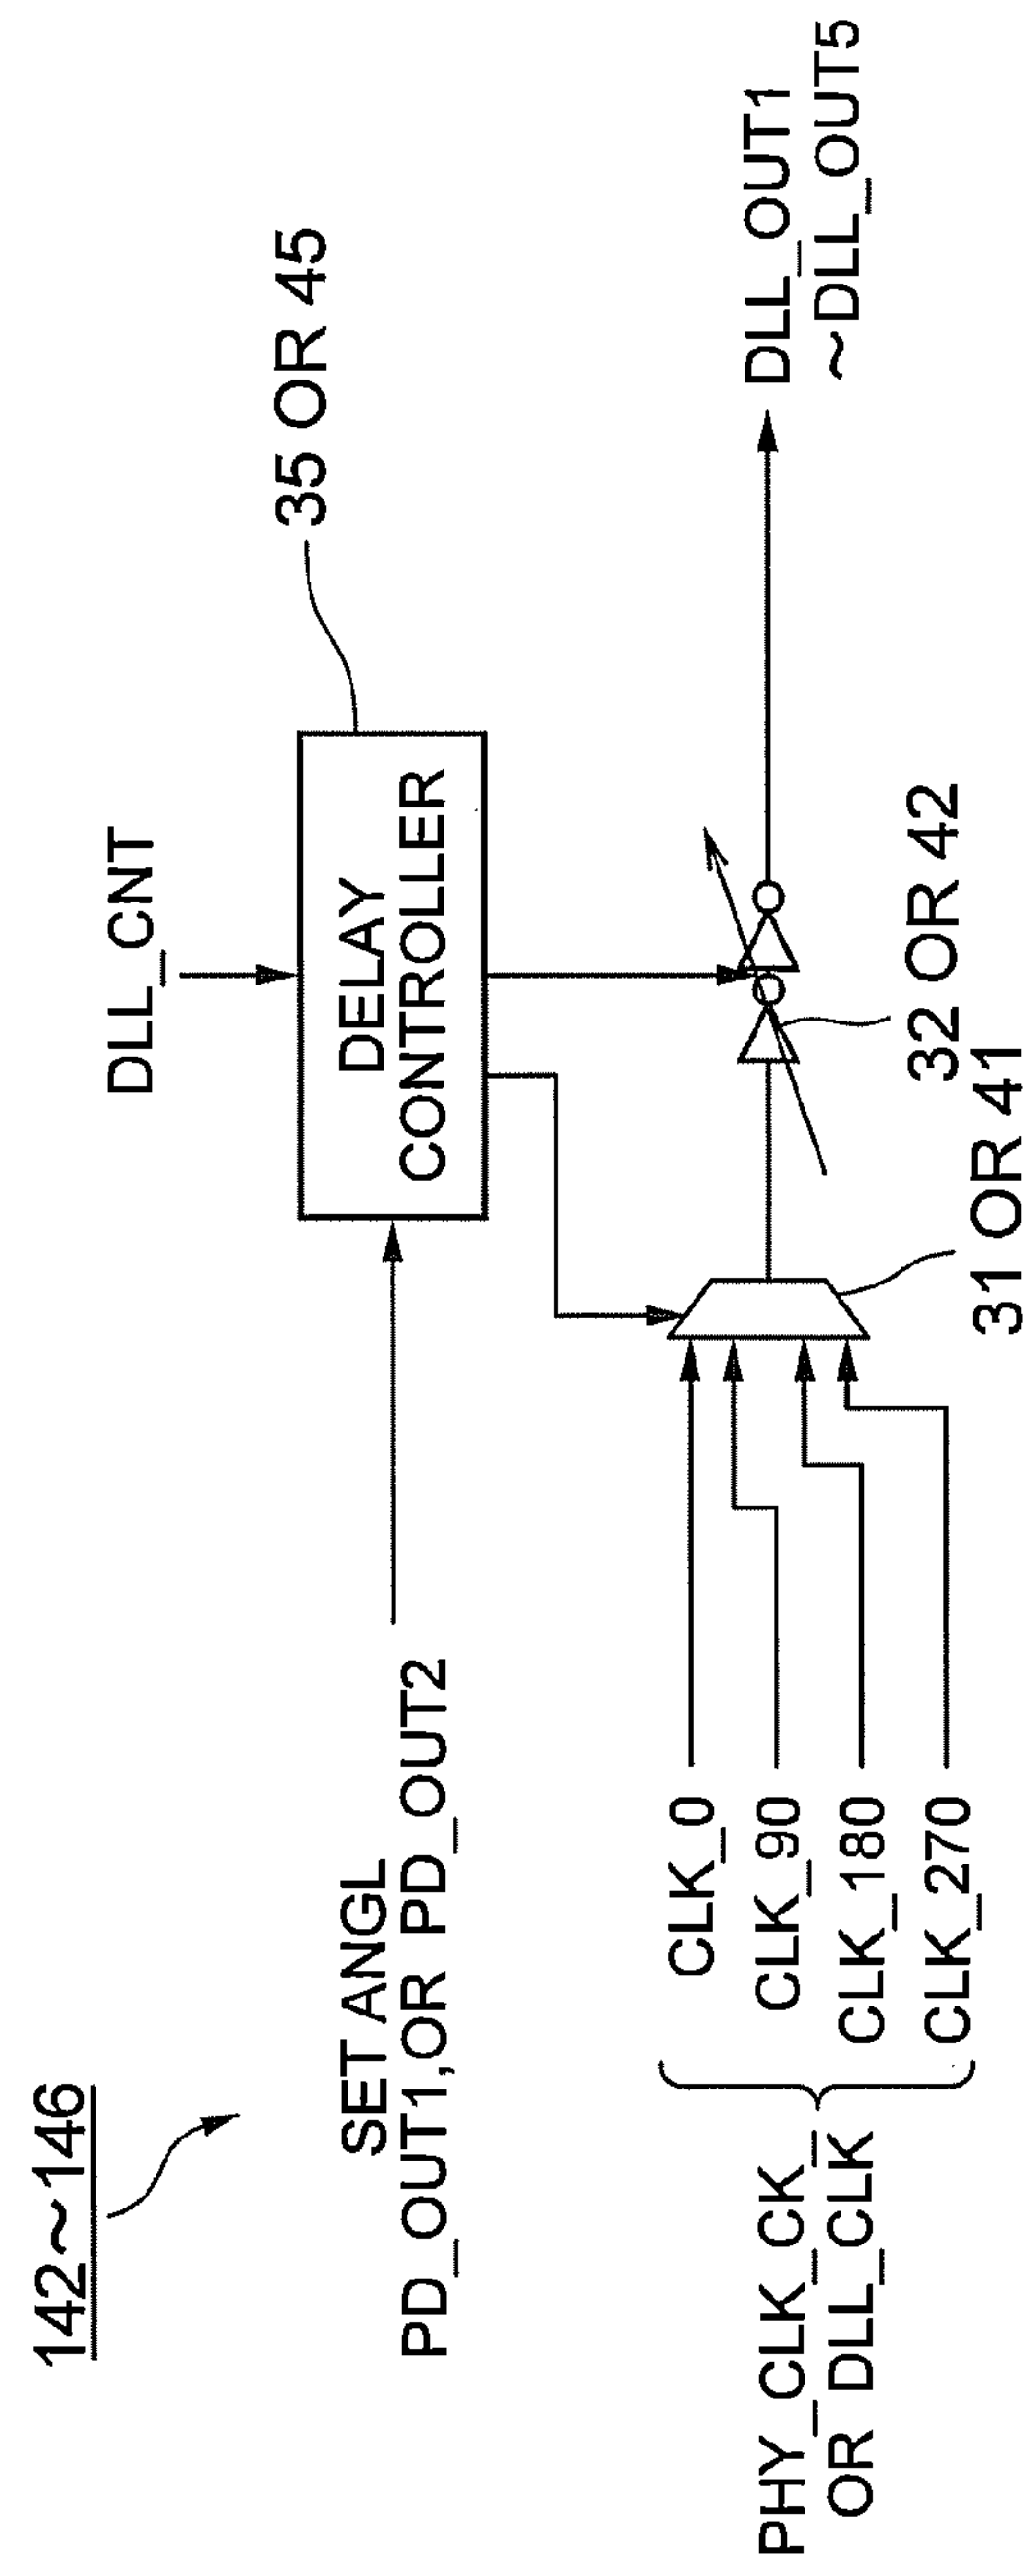 142~146
DLL_CNT
35 OR 45
SET ANGL
PD_OUT1,OR PD_OUT2
DELAY
CONTROLLER
PHY_CLK_CK_
OR DLL_CLK
CLK_0
CLK_90
CLK_180
CLK_270
31 OR 41
32 OR 42
DLL_OUT1
~DLL_OUT5